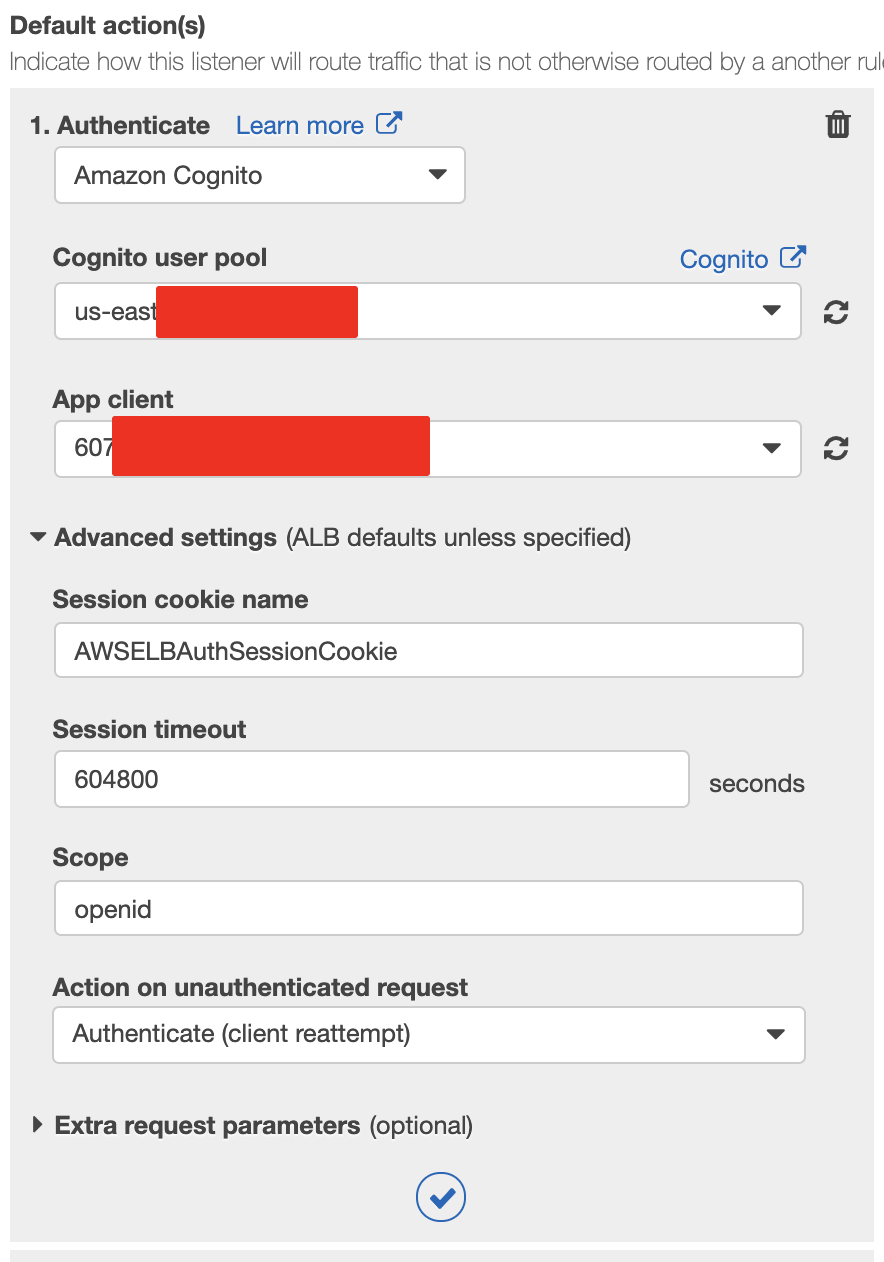 Default action(s)
Indicate how this listener will route traffic that is not otherwise routed by a another
1. Authenticate Learn more
Amazon Cognito
Cognito user pool Cognito
us-east
App client
607
Advanced settings (ALB defaults unless specified)
Session cookie name
AWSELBAuthSessionCookie
Session timeout
604800 seconds
Scope
openid
Action on unauthenticated request
Authenticate (client reattempt)
Extra request parameters (optional)